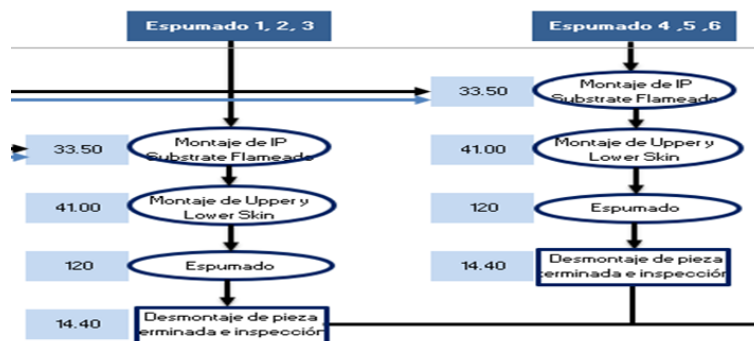 Espumado 1, 2, 3
33.50
Montaje de IP
Substrate Flameado
41.00
Montaje de Upper y
Lower Skin
120
Espumado
14.40
Desmontaje de pieza
erminada e inspección
Espumado 4 ,5 ,6
33.50
Montaje de IP
Substrate Flameado
41.00
Montaje de Upper y
Lower Skin
120
Espumado
14.40
Desmontaje de pieza
erminada e inspección